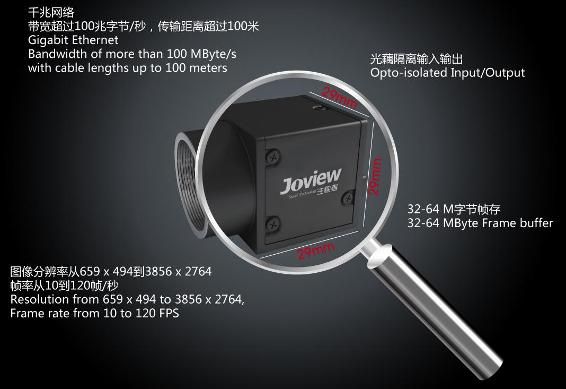 千兆网络
带宽超过100兆字节/秒，传输距离超过100米
Gigabit Ethernet
Bandwidth of more than 100 MByte/s
with cable lengths up to 100 meters
光藕隔离输入输出
Opto-isolated Input/Output
29mm
Joview
29mm
29mm
32-64 M字节帧存
32-64 MByte Frame buffer
图像分辨率从659 x 494到3856 x 2764
帧率从10到120帧/秒
Resolution from 659 x 494 to 3856 x 2764,
Frame rate from 10 to 120 FPS